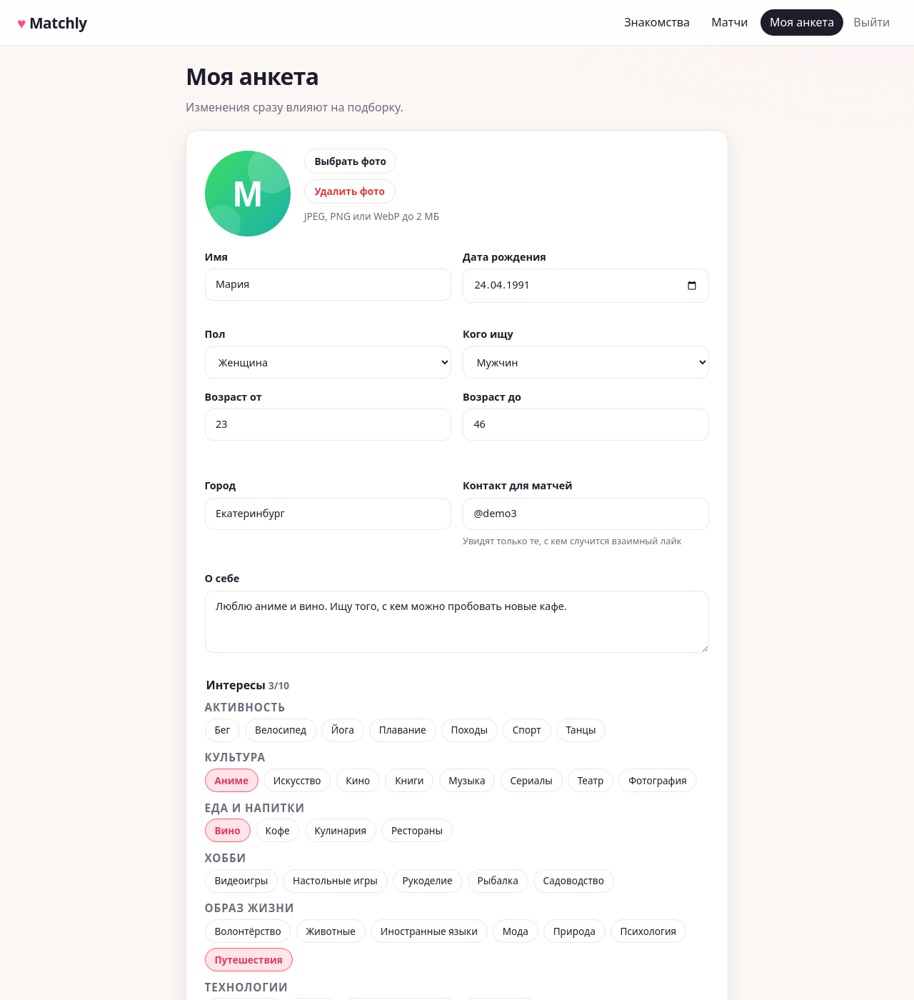 ♥ Matchly
Знакомства Матчи Моя анкета Выйти
Моя анкета
Изменения сразу влияют на подборку.
М
Выбрать фото
Удалить фото
JPEG, PNG или WebP до 2 МБ
Имя Дата рождения
Мария 24.04.1991
Пол Кого ищу
Женщина Мужчин
Возраст от Возраст до
23 46
Город Контакт для матчей
Екатеринбург @demo3
Увидят только те, с кем случится взаимный лайк
О себе
Люблю аниме и вино. Ищу того, с кем можно пробовать новые кафе.
Интересы 3/10
АКТИВНОСТЬ
Бег Велосипед Йога Плавание Походы Спорт Танцы
КУЛЬТУРА
Аниме Искусство Кино Книги Музыка Сериалы Театр Фотография
ЕДА И НАПИТКИ
Вино Кофе Кулинария Рестораны
ХОББИ
Видеоигры Настольные игры Рукоделие Рыбалка Садоводство
ОБРАЗ ЖИЗНИ
Волонтёрство Животные Иностранные языки Мода Природа Психология
Путешествия
ТЕХНОЛОГИИ